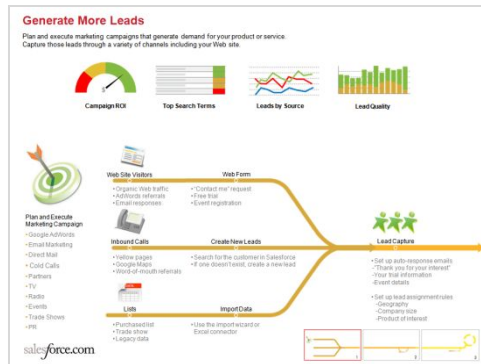 Generate More Leads
Plan and execute marketing campaigns that generate demand for your product or service.
Capture those leads through a variety of channels including your Web site.
Campaign ROI
Top Search Terms
Leads by Source
Lead Quality
Plan and Execute
Marketing Campaign
• Google AdWords
• Email Marketing
• Direct Mail
• Cold Calls
• Partners
• TV
• Radio
• Events
• Trade Shows
• PR
Web Site Visitors
• Organic Web traffic
• AdWords referrals
• Email responses
Web Form
• "Contact me" request
• Free trial
• Event registration
Inbound Calls
• Yellow pages
• Google Maps
• Word-of-mouth referrals
Create New Leads
• Search for the customer in Salesforce
• If one doesn't exist, create a new lead
Lists
• Purchased list
• Trade show
• Legacy data
Import Data
• Use the import wizard or
Excel connector
Lead Capture
• Set up auto-response emails
-"Thank you for your interest"
-Your trial information
-Event details
• Set up lead assignment rules
-Geography
-Company size
-Product of interest
salesforce.com
1
2
3